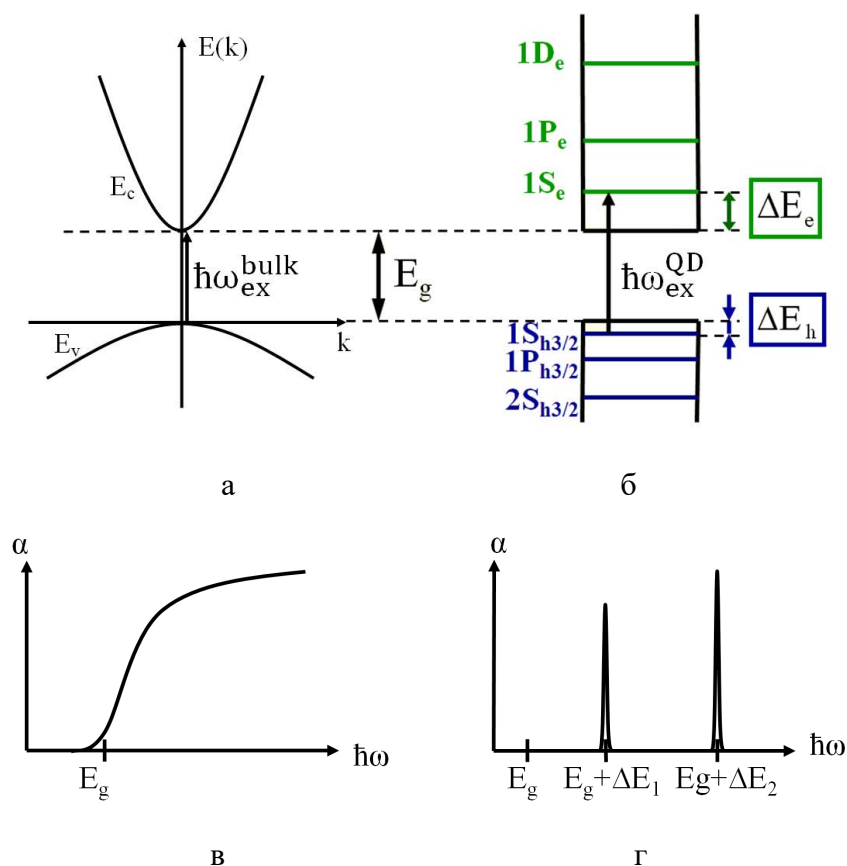 E(k)
E_c
ħω_ex^bulk
E_v
k
E_g
1D_e
1P_e
1S_e
ΔE_e
ħω_ex^QD
ΔE_h
1S_h3/2
1P_h3/2
2S_h3/2
а
б
α
E_g
ħω
α
E_g
E_g+ΔE_1
Eg+ΔE_2
ħω
в
г